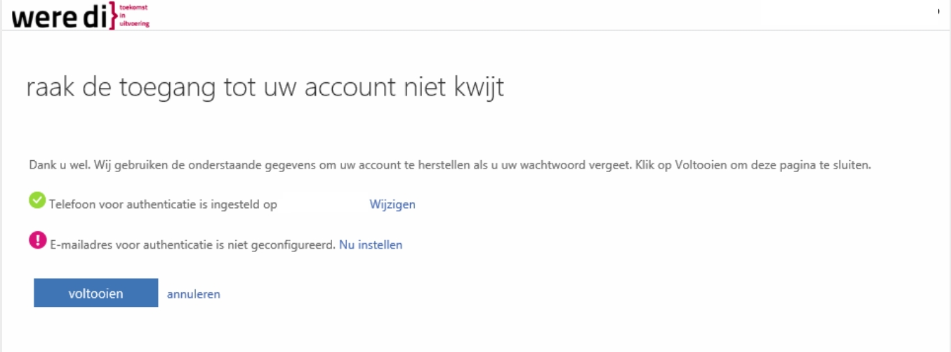 were di} toekomst
in
uitvoering
raak de toegang tot uw account niet kwijt
Dank u wel. Wij gebruiken de onderstaande gegevens om uw account te herstellen als u uw wachtwoord vergeet. Klik op Voltooien om deze pagina te sluiten.
Telefoon voor authenticatie is ingesteld op Wijzigen
E-mailadres voor authenticatie is niet geconfigureerd. Nu instellen
voltooien annuleren